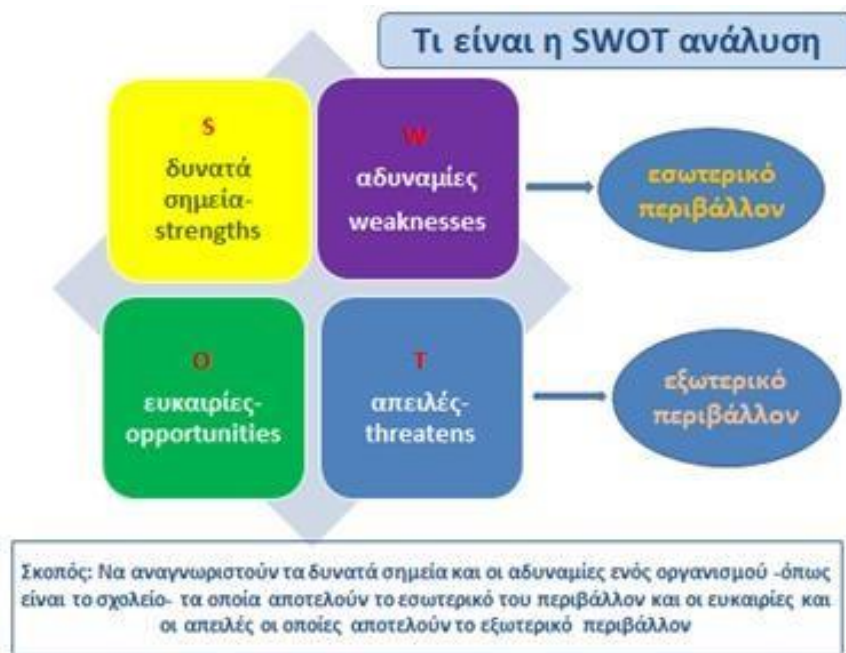 Τι είναι η SWOT ανάλυση
S
δυνατά
σημεία-
strengths
W
αδυναμίες
weaknesses
εσωτερικό
περιβάλλον
O
ευκαιρίες-
opportunities
T
απειλές-
threatens
εξωτερικό
περιβάλλον
Σκοπός: Να αναγνωριστούν τα δυνατά σημεία και οι αδυναμίες ενός οργανισμού -όπως
είναι το σχολείο- τα οποία αποτελούν το εσωτερικό του περιβάλλον και οι ευκαιρίες και
οι απειλές οι οποίες αποτελούν το εξωτερικό περιβάλλον